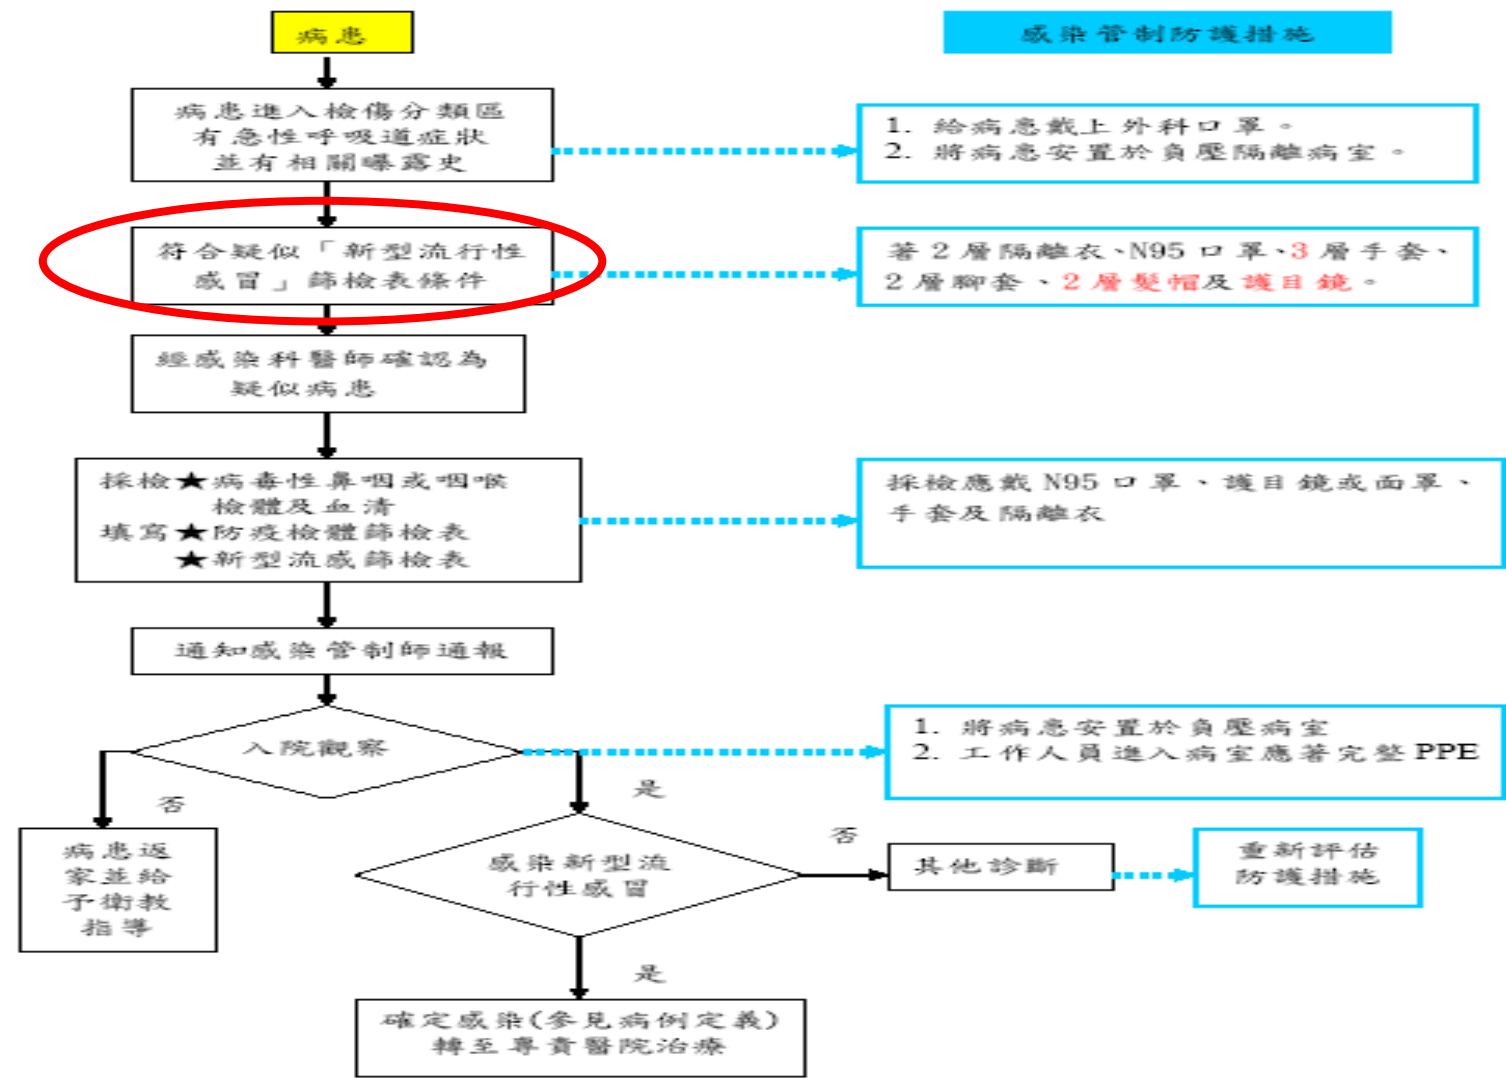 病患
感染管制防護措施
病患進入檢傷分類區
有急性呼吸道症狀
並有相關曝露史
1. 給病患戴上外科口罩。
2. 將病患安置於負壓隔離病室。
符合疑似「新型流行性
感冒」篩檢表條件
著2層隔離衣、N95口罩、3層手套、
2層腳套、2層髮帽及護目鏡。
經感染科醫師確認為
疑似病患
採檢★病毒性鼻咽或咽喉
檢體及血清
填寫★防疫檢體篩檢表
★新型流感篩檢表
採檢應戴N95口罩、護目鏡或面罩、
手套及隔離衣
通知感染管制師通報
入院觀察
1. 將病患安置於負壓病室
2. 工作人員進入病室應著完整PPE
否
是
病患返
家並給
予衛教
指導
感染新型流
行性感冒
否
其他診斷
重新評估
防護措施
是
確定感染(參見病例定義)
轉至專責醫院治療